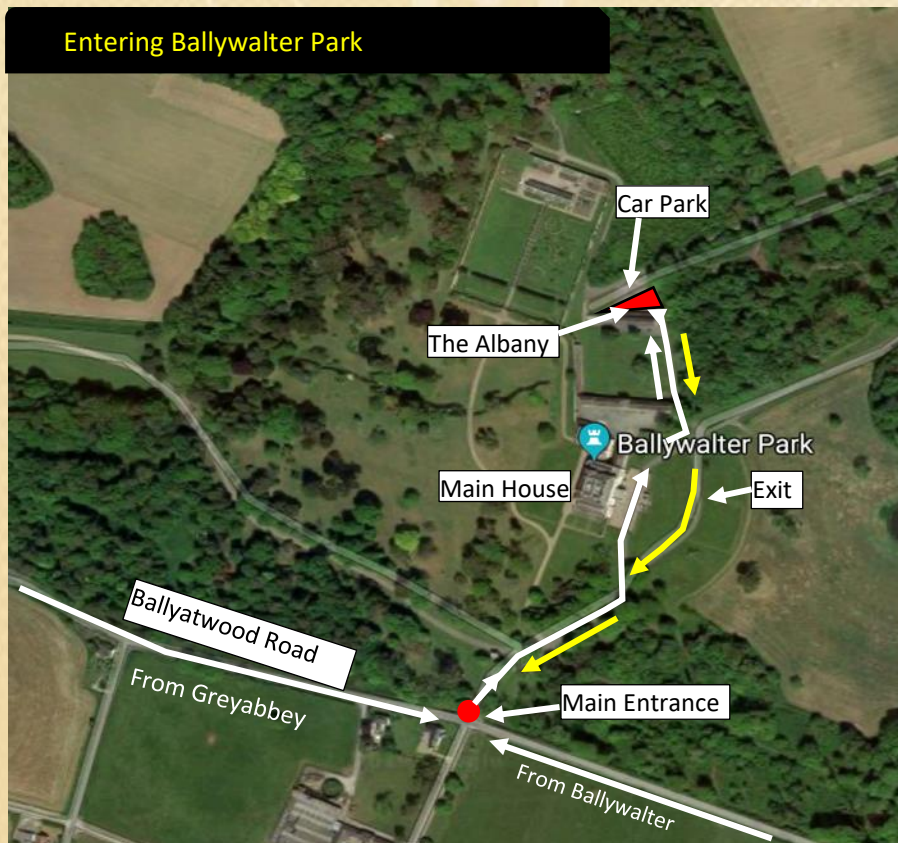 Entering Ballywalter Park
Car Park
The Albany
Ballywalter Park
Main House
Exit
Ballyatwood Road
From Greyabbey
Main Entrance
From Ballywalter